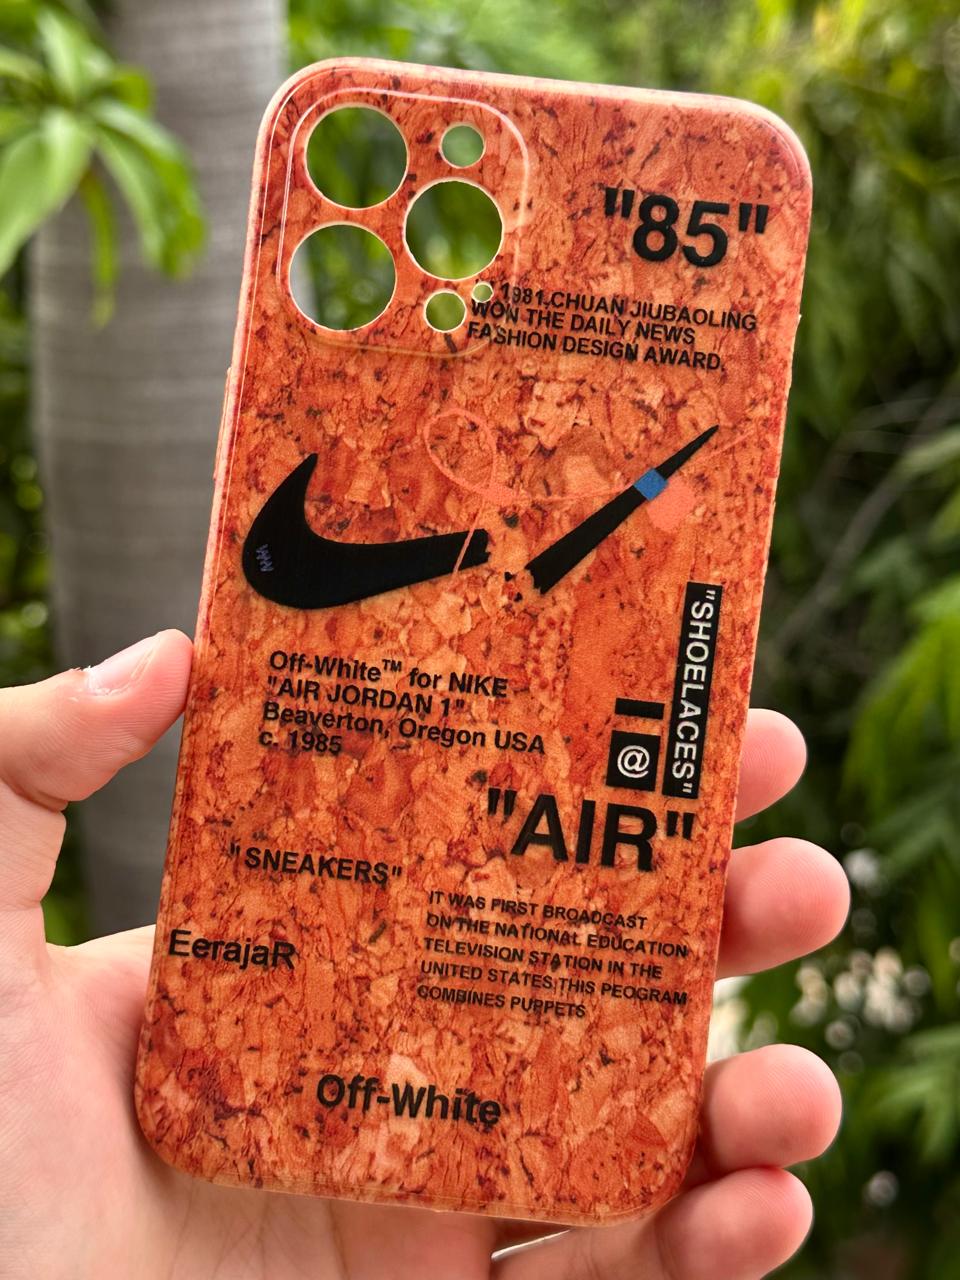 "85"
1981,CHUAN JIUBAOLING
WON THE DAILY NEWS
FASHION DESIGN AWARD.
Off-White™ for NIKE
"AIR JORDAN 1"
Beaverton, Oregon USA
c. 1985
"SHOELACES"
@
"AIR"
"SNEAKERS"
IT WAS FIRST BROADCAST
ON THE NATIONAL EDUCATION
TELEVISION STATION IN THE
UNITED STATES,THIS PEOGRAM
COMBINES PUPPETS
EerajaR
Off-White